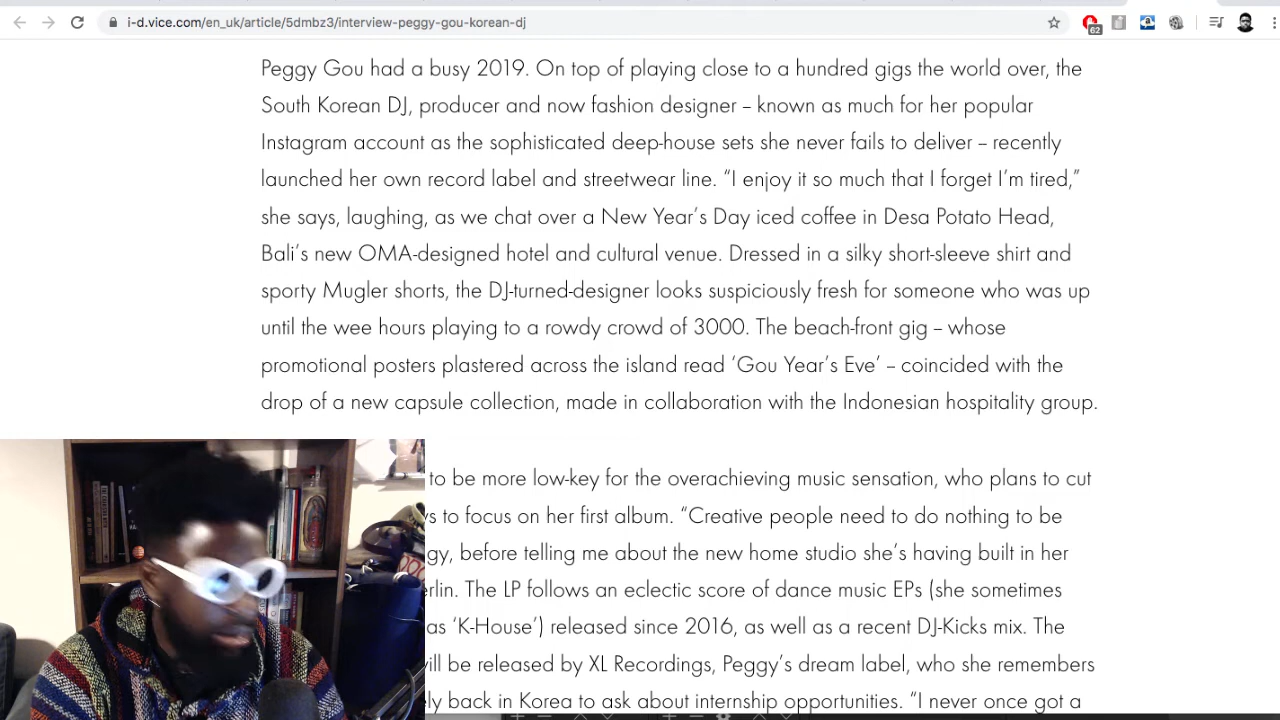 i-d.vice.com/en_uk/article/5dmbz3/interview-peggy-gou-korean-dj
62
Peggy Gou had a busy 2019. On top of playing close to a hundred gigs the world over, the
South Korean DJ, producer and now fashion designer – known as much for her popular
Instagram account as the sophisticated deep-house sets she never fails to deliver – recently
launched her own record label and streetwear line. “I enjoy it so much that I forget I’m tired,”
she says, laughing, as we chat over a New Year’s Day iced coffee in Desa Potato Head,
Bali’s new OMA-designed hotel and cultural venue. Dressed in a silky short-sleeve shirt and
sporty Mugler shorts, the DJ-turned-designer looks suspiciously fresh for someone who was up
until the wee hours playing to a rowdy crowd of 3000. The beach-front gig – whose
promotional posters plastered across the island read ‘Gou Year’s Eve’ – coincided with the
drop of a new capsule collection, made in collaboration with the Indonesian hospitality group.
to be more low-key for the overachieving music sensation, who plans to cut
s to focus on her first album. “Creative people need to do nothing to be
gy, before telling me about the new home studio she’s having built in her
erlin. The LP follows an eclectic score of dance music EPs (she sometimes
as ‘K-House’) released since 2016, as well as a recent DJ-Kicks mix. The
ill be released by XL Recordings, Peggy’s dream label, who she remembers
ly back in Korea to ask about internship opportunities. “I never once got a